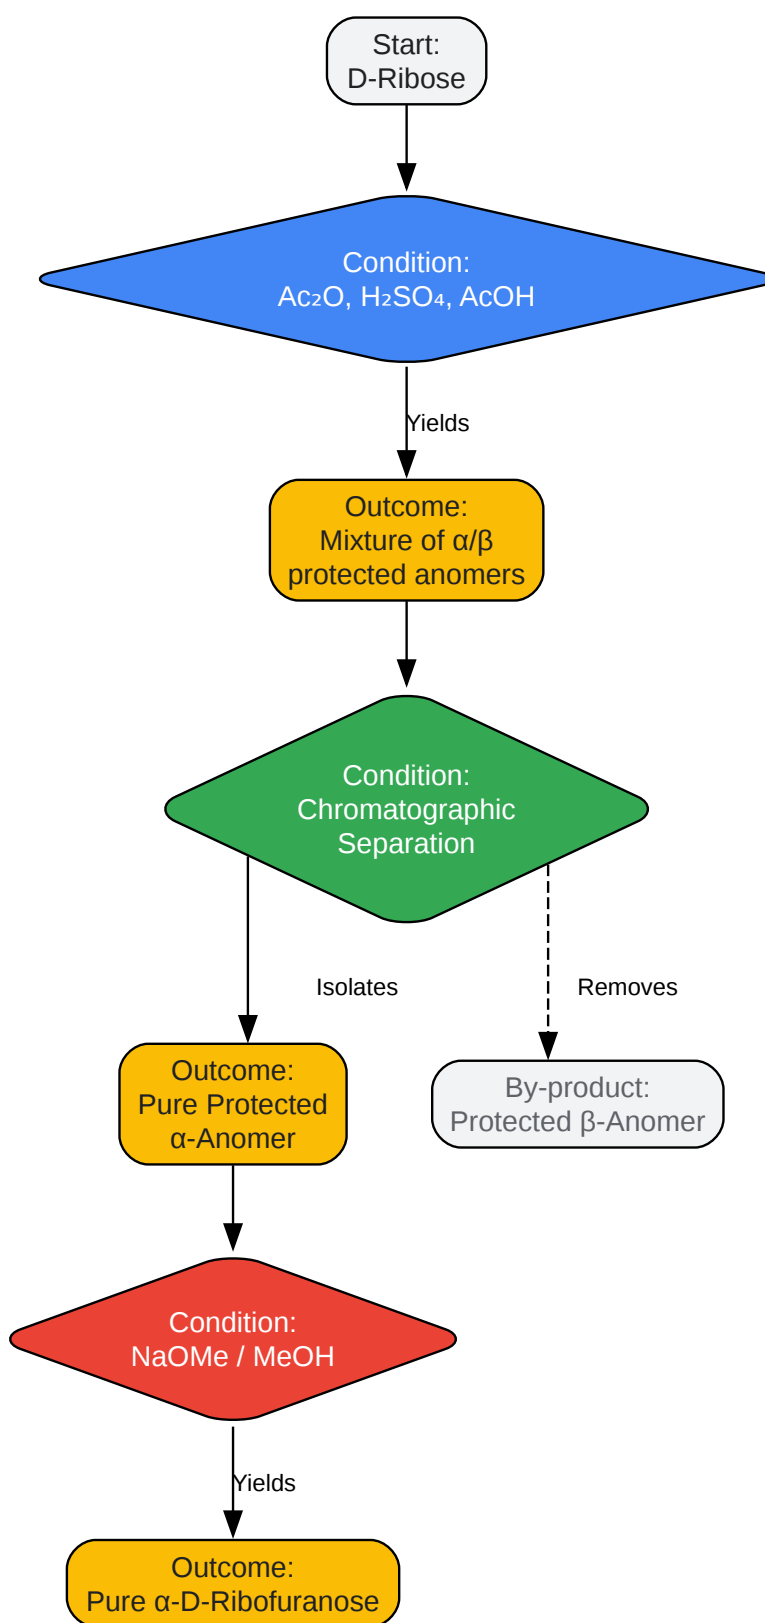 Start:
D-Ribose
Condition:
Ac₂O, H₂SO₄, AcOH
Yields
Outcome:
Mixture of α/β
protected anomers
Condition:
Chromatographic
Separation
Isolates
Removes
Outcome:
Pure Protected
α-Anomer
By-product:
Protected β-Anomer
Condition:
NaOMe / MeOH
Yields
Outcome:
Pure α-D-Ribofuranose